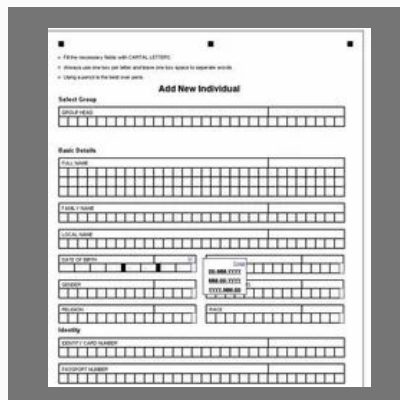 Fill the necessary fields with CAPITAL LETTERS.
Always use one box per letter and leave one box space to seperate words.
Using a pencil is the best over pens.
Add New Individual
Select Group
GROUP HEAD
Basic Details
FULL NAME
FAMILY NAME
LOCAL NAME
DATE OF BIRTH
Close
DD-MM-YYYY
MM-DD-YYYY
YYYY-MM-DD
GENDER
RELIGION
RACE
Identity
IDENTITY CARD NUMBER
PASSPORT NUMBER